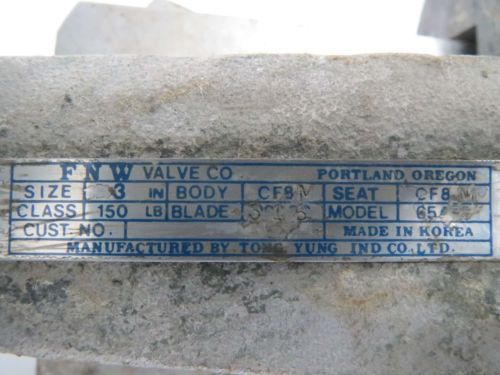 FNW VALVE CO PORTLAND, OREGON
SIZE 3 IN BODY CF8M SEAT CF8M
CLASS 150 LB BLADE MODEL
CUST. NO. MADE IN KOREA
MANUFACTURED BY TONG YUNG IND CO. LTD.